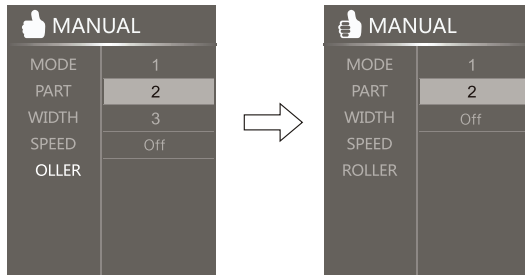 MANUAL
MODE 1
PART 2
WIDTH 3
SPEED Off
OLLER
MANUAL
MODE 1
PART 2
WIDTH Off
SPEED
ROLLER